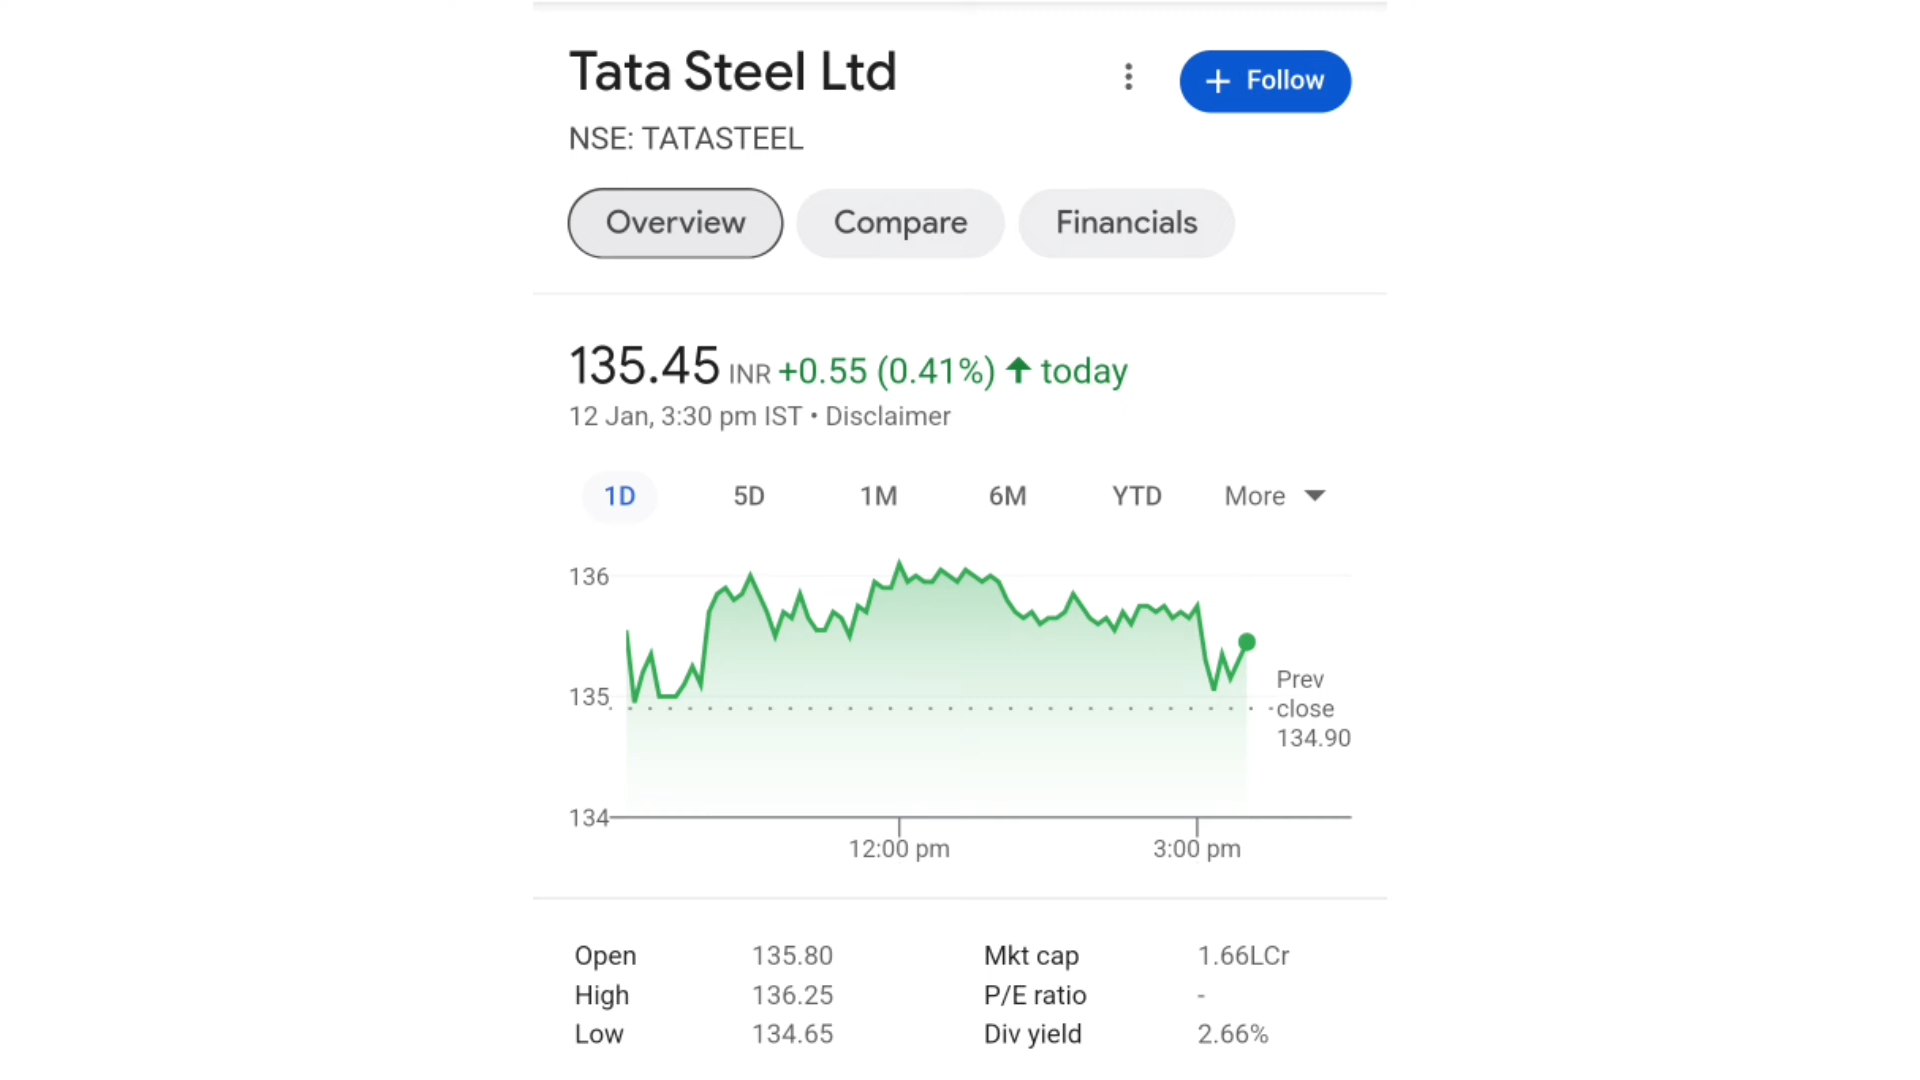 Tata Steel Ltd
+ Follow
NSE: TATASTEEL
Overview Compare Financials
135.45 INR +0.55 (0.41%) ↑ today
12 Jan, 3:30 pm IST • Disclaimer
1D 5D 1M 6M YTD More
136
135
134
Prev
close
134.90
12:00 pm 3:00 pm
Open 135.80 Mkt cap 1.66LCr
High 136.25 P/E ratio -
Low 134.65 Div yield 2.66%